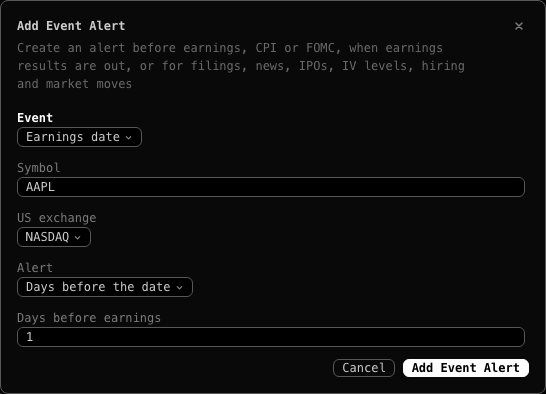 Add Event Alert
Create an alert before earnings, CPI or FOMC, when earnings
results are out, or for filings, news, IPOs, IV levels, hiring
and market moves
Event
Earnings date
Symbol
AAPL
US exchange
NASDAQ
Alert
Days before the date
Days before earnings
1
Cancel
Add Event Alert